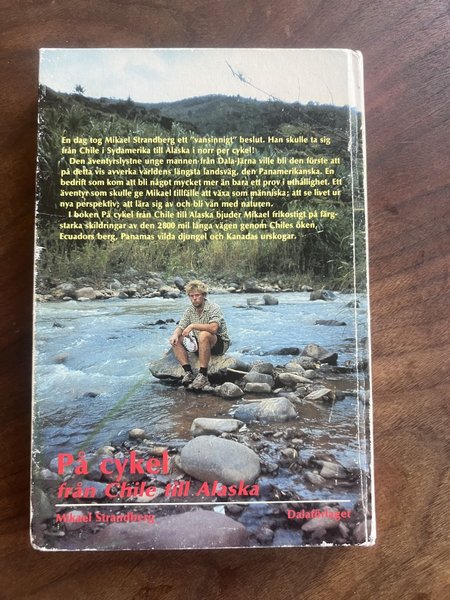 En dag tog Mikael Strandberg ett "vansinnigt" beslut. Han skulle ta sig
från Chile i Sydamerika till Alaska i norr per cykel!
Den äventyrslystne unge mannen från Dala-Järna ville bli den förste att
på detta vis avverka världens längsta landsväg, den Panamerikanska. En
bedrift som kom att bli något mycket mer än bara ett prov i uthållighet. Ett
äventyr som skulle ge Mikael tillfälle att växa som människa; att se livet ur
nya perspektiv; att lära sig av och bli vän med naturen.
I boken På cykel från Chile till Alaska bjuder Mikael frikostigt på färg-
starka skildringar av den 2800 mil långa vägen genom Chiles öken,
Ecuadors berg, Panamas vilda djungel och Kanadas urskogar.
På cykel
från Chile till Alaska
Mikael Strandberg
Dalaförlaget